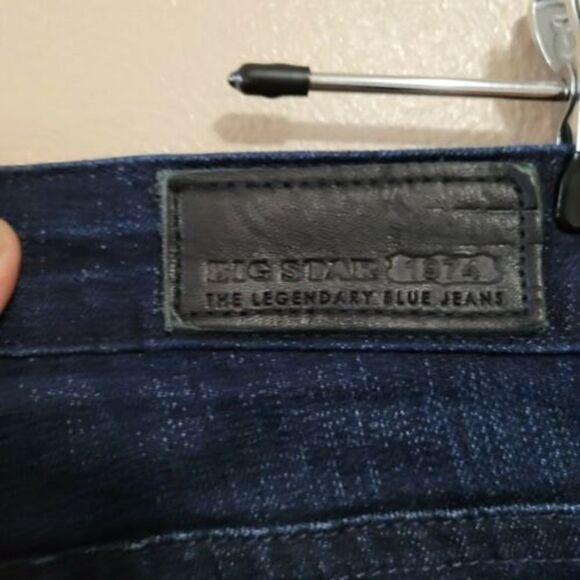 BIG STAR 1974
THE LEGENDARY BLUE JEANS